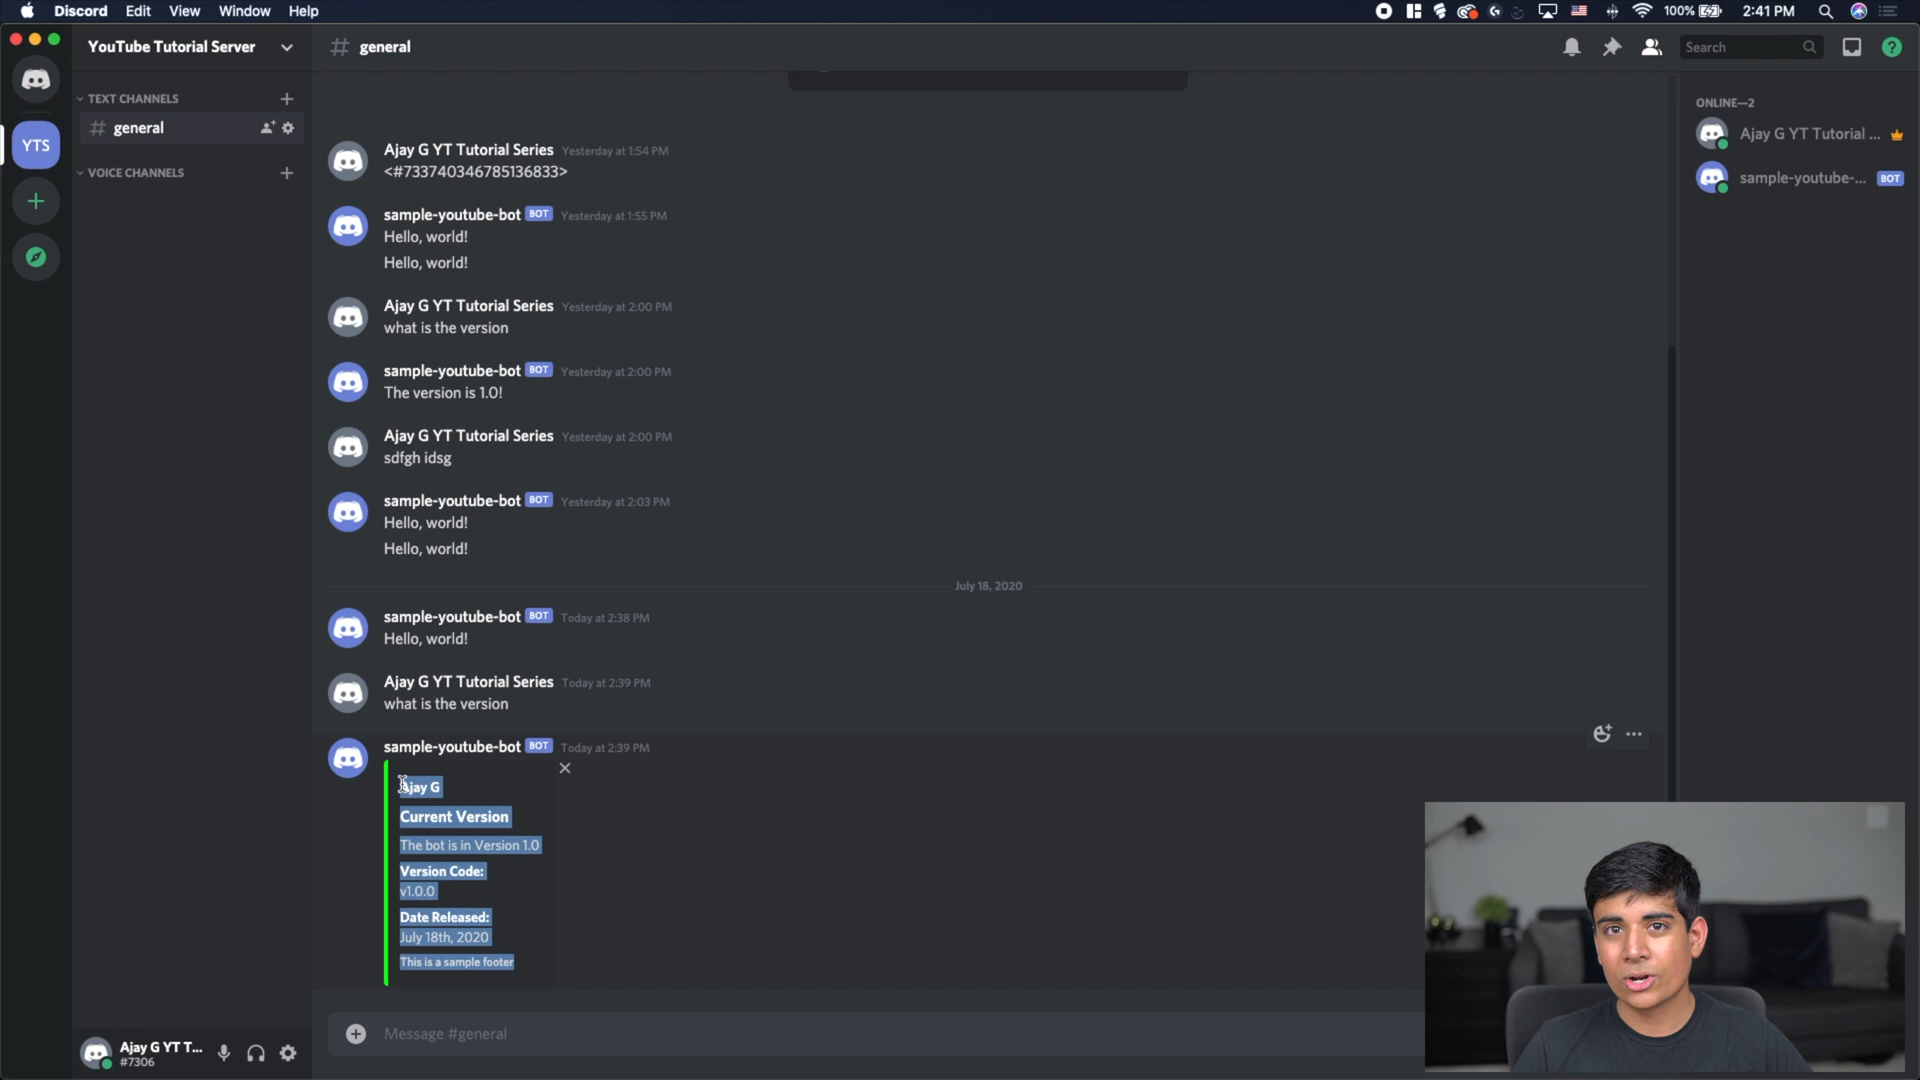 Discord Edit View Window Help
100% 2:41 PM
YouTube Tutorial Server
# general
Search
TEXT CHANNELS
# general
VOICE CHANNELS
YTS
Ajay G YT Tutorial Series Yesterday at 1:54 PM
<#733740346785136833>
sample-youtube-bot BOT Yesterday at 1:55 PM
Hello, world!
Hello, world!
Ajay G YT Tutorial Series Yesterday at 2:00 PM
what is the version
sample-youtube-bot BOT Yesterday at 2:00 PM
The version is 1.0!
Ajay G YT Tutorial Series Yesterday at 2:00 PM
sdfgh idsg
sample-youtube-bot BOT Yesterday at 2:03 PM
Hello, world!
Hello, world!
July 18, 2020
sample-youtube-bot BOT Today at 2:38 PM
Hello, world!
Ajay G YT Tutorial Series Today at 2:39 PM
what is the version
sample-youtube-bot BOT Today at 2:39 PM
Ajay G
Current Version
The bot is in Version 1.0
Version Code:
v1.0.0
Date Released:
July 18th, 2020
This is a sample footer
Message #general
Ajay G YT T...
#7306
ONLINE—2
Ajay G YT Tutorial ...
sample-youtube-... BOT